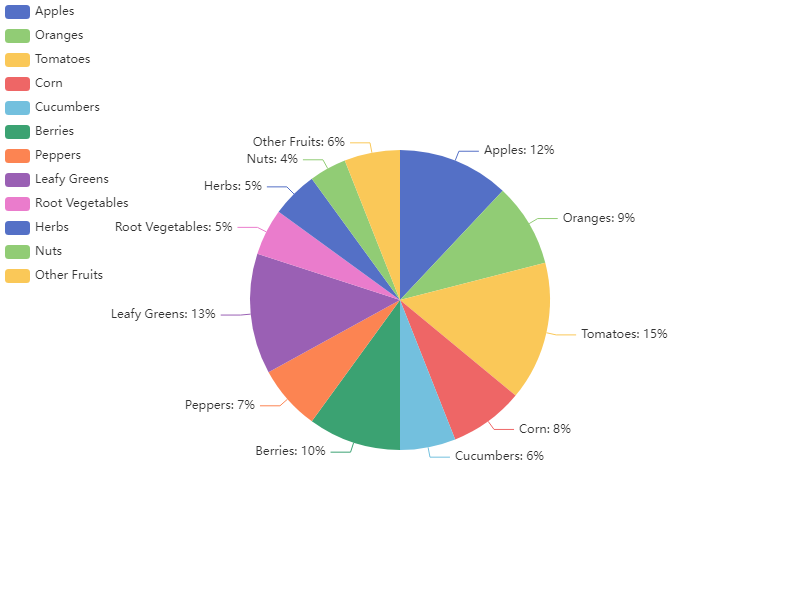 Apples
Oranges
Tomatoes
Corn
Cucumbers
Berries
Peppers
Leafy Greens
Root Vegetables
Herbs
Nuts
Other Fruits
Apples: 12%
Oranges: 9%
Tomatoes: 15%
Corn: 8%
Cucumbers: 6%
Berries: 10%
Peppers: 7%
Leafy Greens: 13%
Root Vegetables: 5%
Herbs: 5%
Nuts: 4%
Other Fruits: 6%